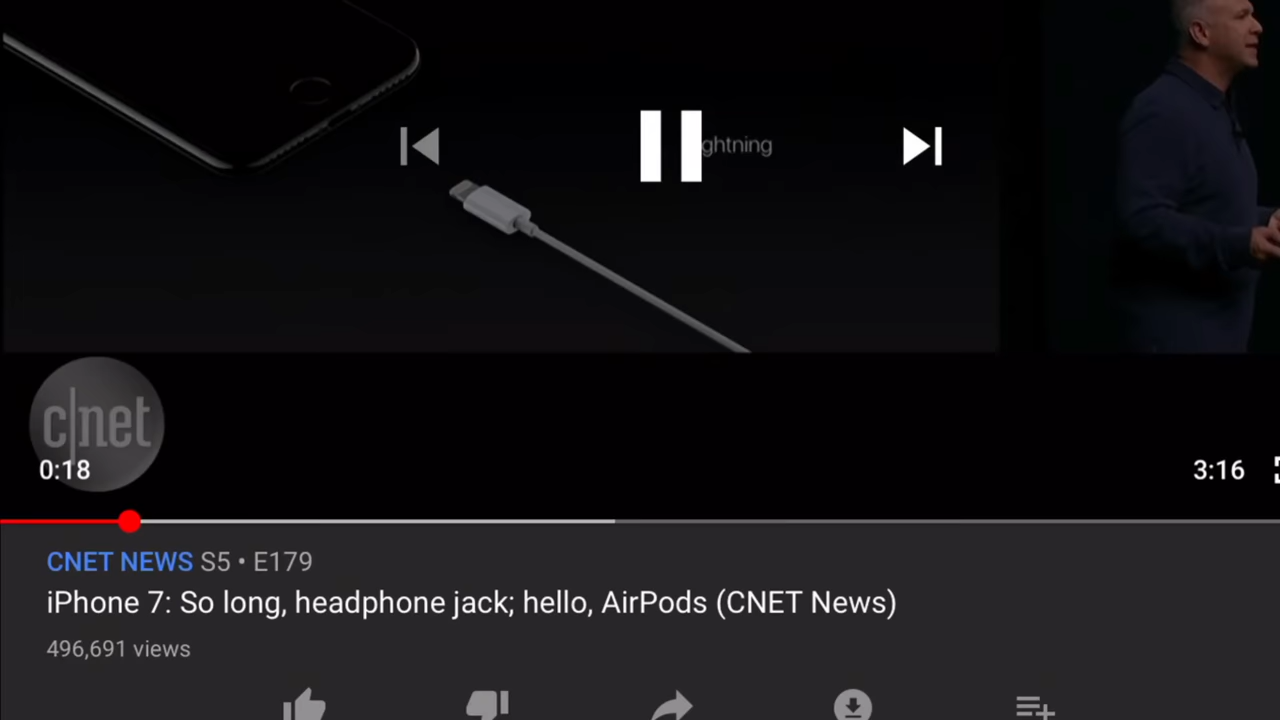 ghtning
c|net
0:18
3:16
CNET NEWS S5 • E179
iPhone 7: So long, headphone jack; hello, AirPods (CNET News)
496,691 views